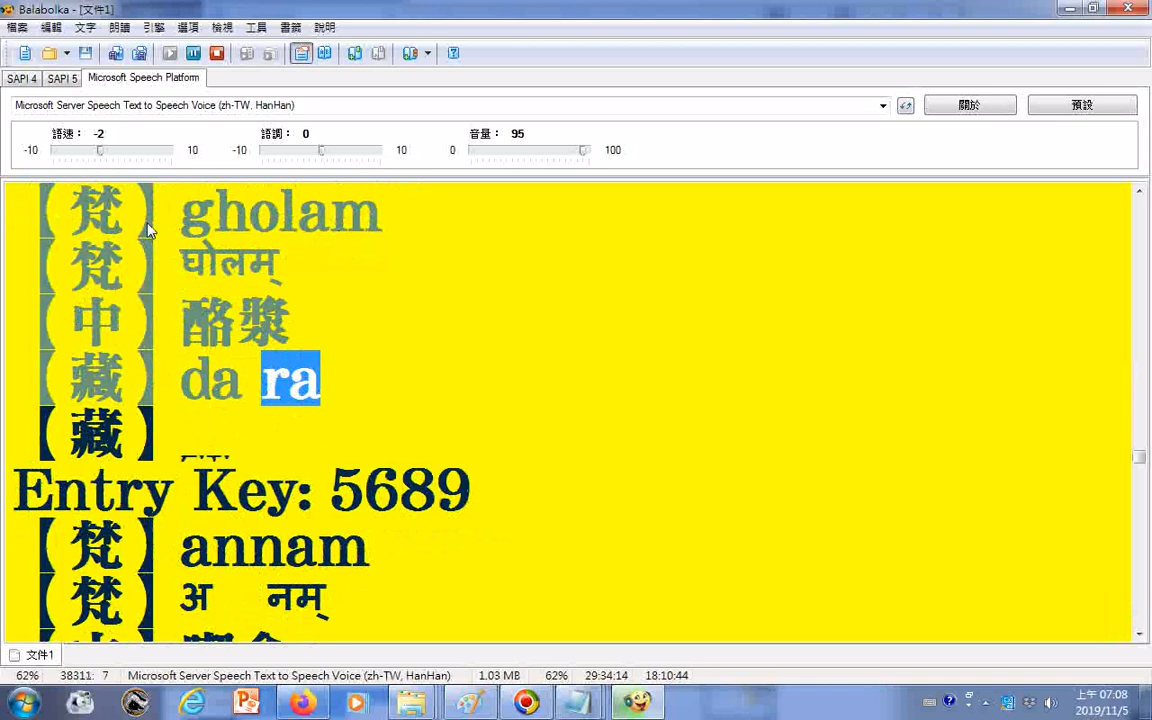 Balabolka - [文件1]
檔案 編輯 文字 朗讀 引擎 選項 檢視 工具 書籤 說明
SAPI 4 SAPI 5 Microsoft Speech Platform
Microsoft Server Speech Text to Speech Voice (zh-TW, HanHan) 關於 預設
語速： -2 語調： 0 音量： 95
-10 10 -10 10 0 100
【梵】 gholam
【梵】 घोलम्
【中】 酪漿
【藏】 da ra
【藏】
Entry Key: 5689
【梵】 annam
【梵】 अ नम्
文件1
62% 38311: 7 Microsoft Server Speech Text to Speech Voice (zh-TW, HanHan) 1.03 MB 62% 29:34:14 18:10:44
上午 07:08
2019/11/5